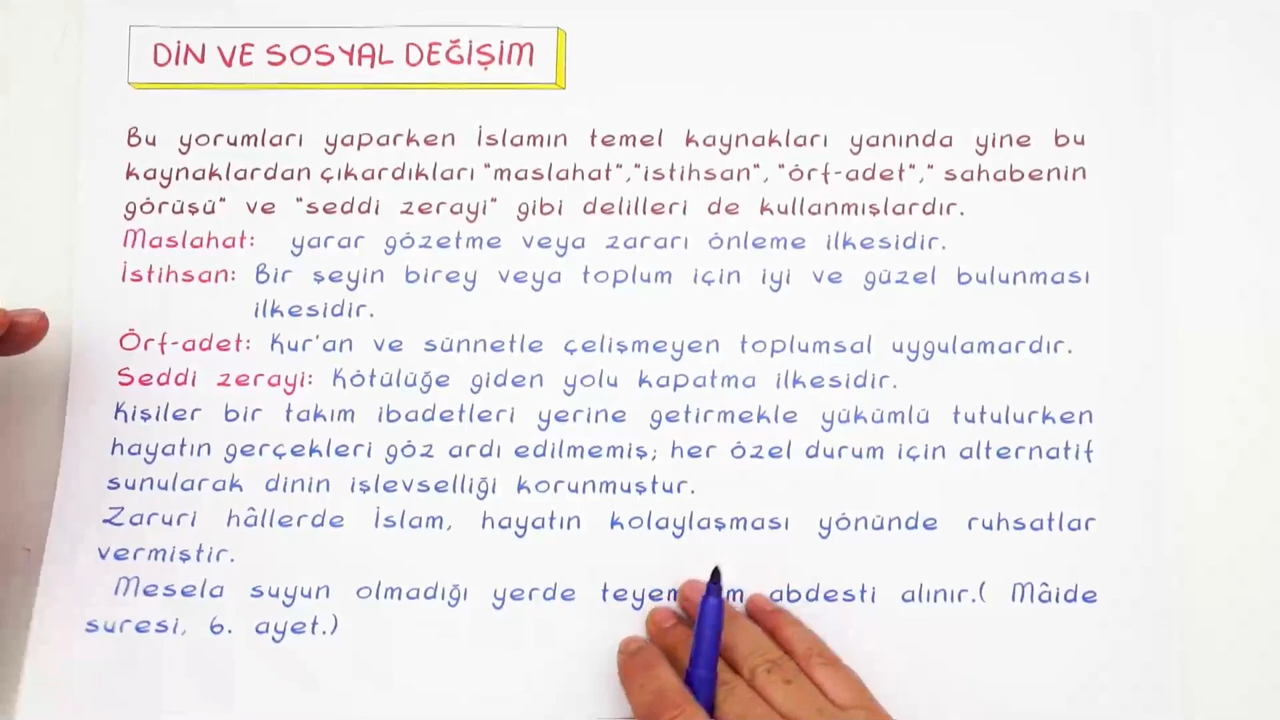 DİN VE SOSYAL DEĞİŞİM
Bu yorumları yaparken İslamın temel kaynakları yanında yine bu
kaynaklardan çıkardıkları "maslahat","istihsan", "örf-adet"," sahabenin
görüşü" ve "seddi zerayi" gibi delilleri de kullanmışlardır.
Maslahat: yarar gözetme veya zararı önleme ilkesidir.
İstihsan: Bir şeyin birey veya toplum için iyi ve güzel bulunması
ilkesidir.
Örf-adet: Kur'an ve sünnetle çelişmeyen toplumsal uygulamardır.
Seddi zerayi: Kötülüğe giden yolu kapatma ilkesidir.
Kişiler bir takım ibadetleri yerine getirmekle yükümlü tutulurken
hayatın gerçekleri göz ardı edilmemiş; her özel durum için alternatif
sunularak dinin işlevselliği korunmuştur.
Zaruri hâllerde İslam, hayatın kolaylaşması yönünde ruhsatlar
vermiştir.
Mesela suyun olmadığı yerde abdesti alınır.( Mâide
suresi, 6. ayet.)